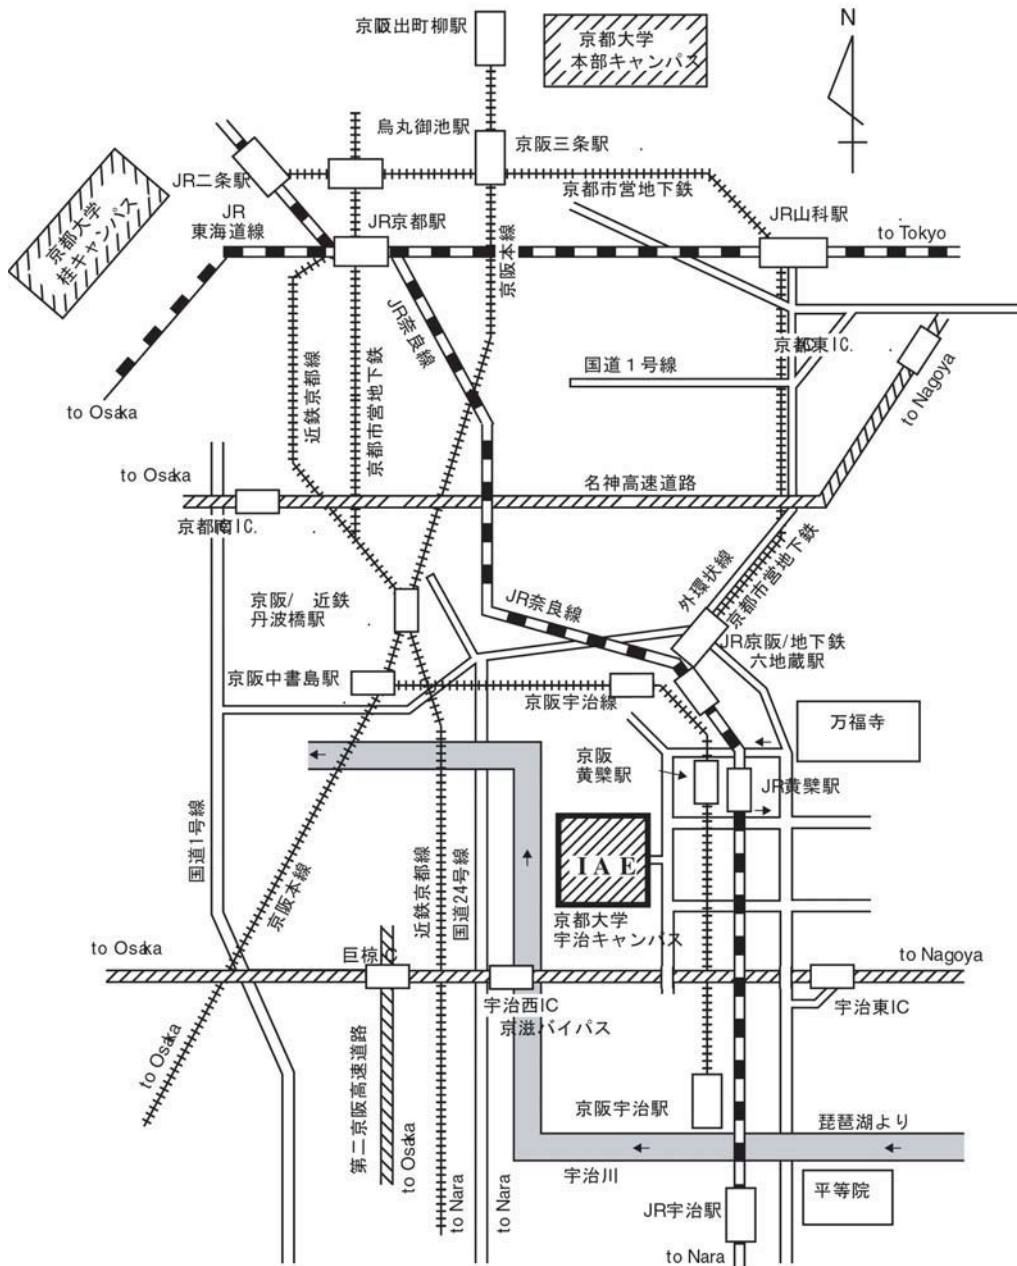 京阪出町柳駅
京都大学
本部キャンパス
N
烏丸御池駅
京阪三条駅
JR二条駅
京都市営地下鉄
京都大学
桂キャンパス
JR
東海道線
JR京都駅
JR山科駅
to Tokyo
京阪本線
JR奈良線
京都東IC.
国道1号線
to Nagoya
to Osaka
近鉄京都線
京都市営地下鉄
to Osaka
名神高速道路
京都南IC.
外環状線
京都市営地下鉄
京阪/ 近鉄
丹波橋駅
JR奈良線
JR京阪/地下鉄
六地蔵駅
京阪中書島駅
京阪宇治線
万福寺
京阪
黄檗駅
JR黄檗駅
国道1号線
京阪本線
近鉄京都線
国道24号線
IAE
京都大学
宇治キャンパス
to Osaka
巨椋IC
to Nagoya
宇治西IC
京滋バイパス
宇治東IC
to Osaka
第二京阪高速道路
to Osaka
京阪宇治駅
琵琶湖より
宇治川
平等院
to Nara
to Nara
JR宇治駅
to Nara